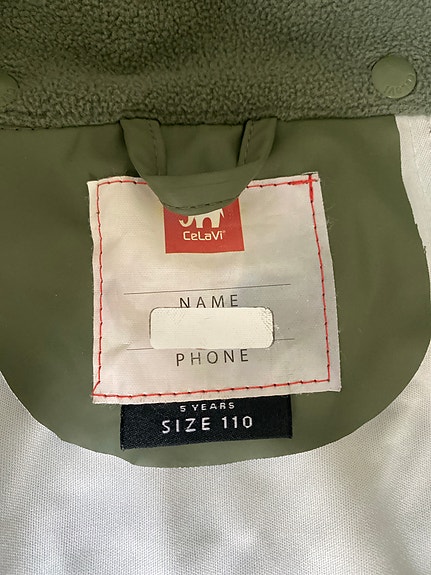 CeLaVi®
NAME
PHONE
5 YEARS
SIZE 110